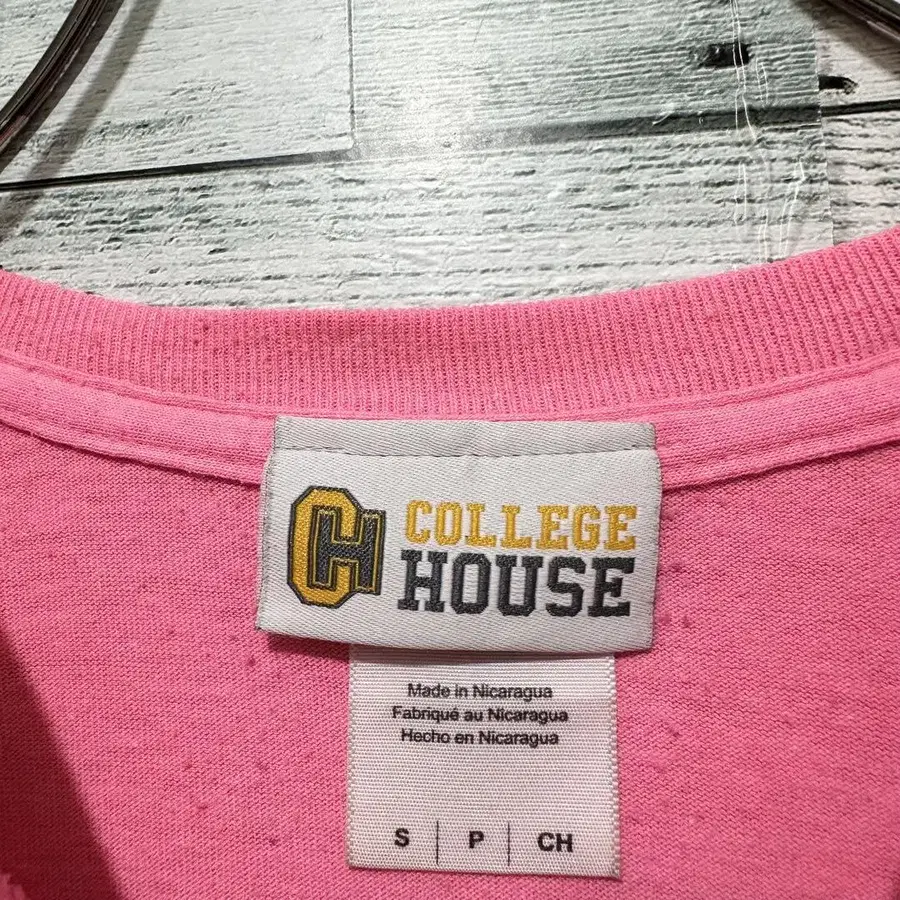 CH COLLEGE
HOUSE
Made in Nicaragua
Fabriqué au Nicaragua
Hecho en Nicaragua
S | P | CH